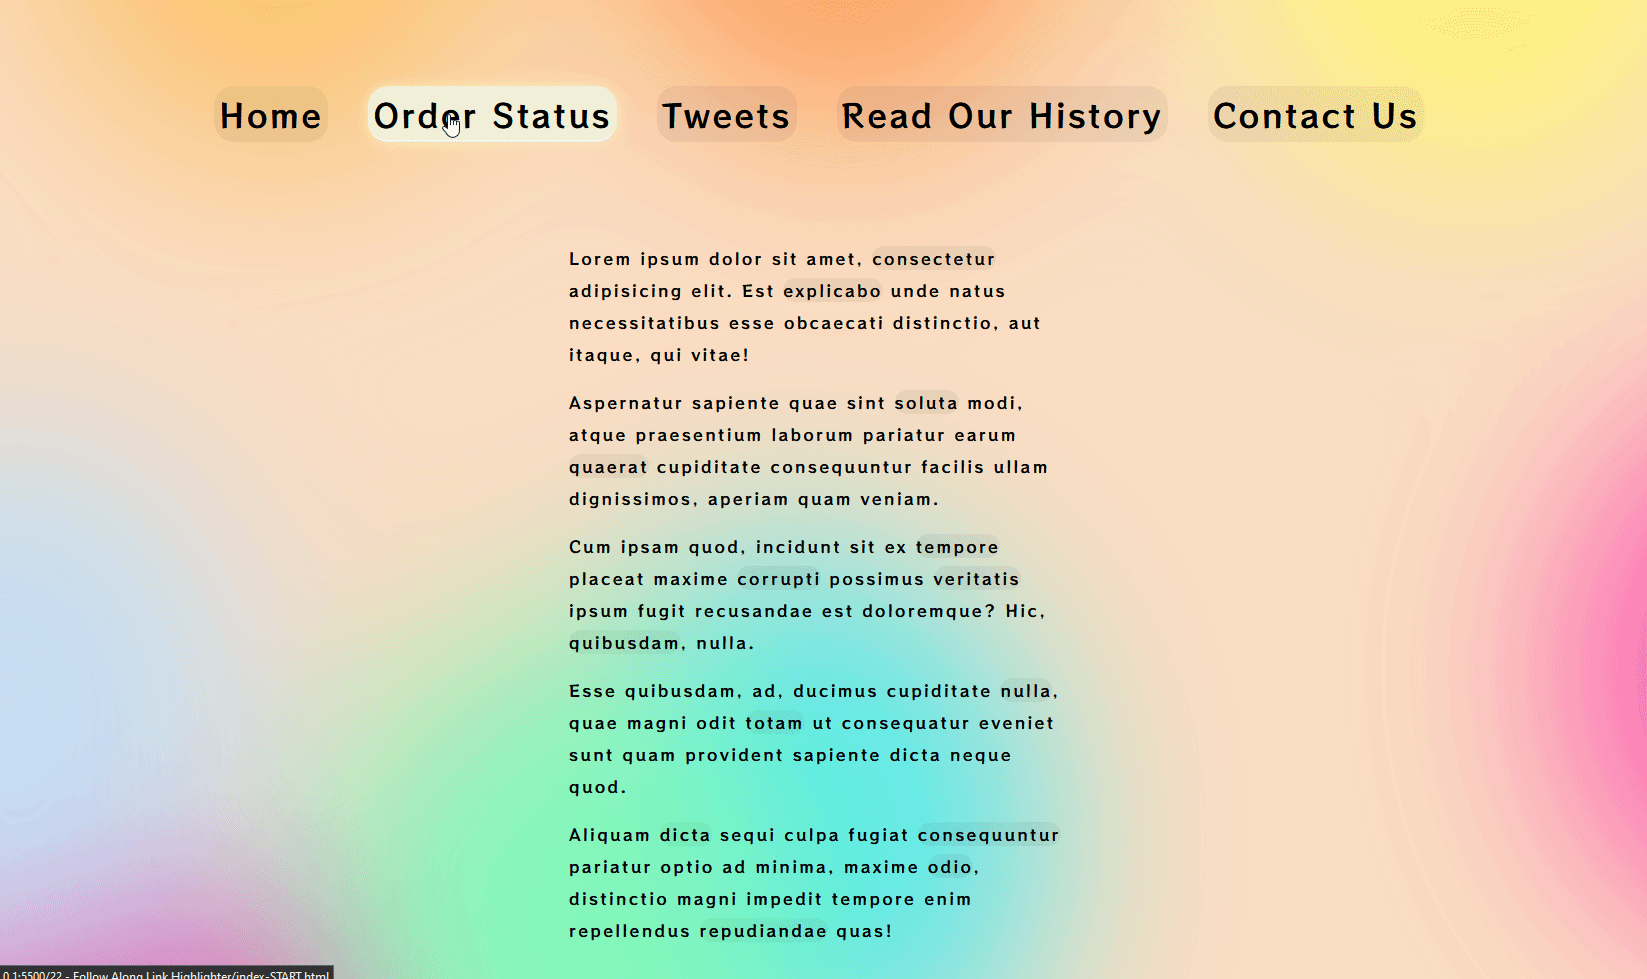 Home Order Status Tweets Read Our History Contact Us
Lorem ipsum dolor sit amet, consectetur
adipisicing elit. Est explicabo unde natus
necessitatibus esse obcaecati distinctio, aut
itaque, qui vitae!
Aspernatur sapiente quae sint soluta modi,
atque praesentium laborum pariatur earum
quaerat cupiditate consequuntur facilis ullam
dignissimos, aperiam quam veniam.
Cum ipsam quod, incidunt sit ex tempore
placeat maxime corrupti possimus veritatis
ipsum fugit recusandae est doloremque? Hic,
quibusdam, nulla.
Esse quibusdam, ad, ducimus cupiditate nulla,
quae magni odit totam ut consequatur eveniet
sunt quam provident sapiente dicta neque
quod.
Aliquam dicta sequi culpa fugiat consequuntur
pariatur optio ad minima, maxime odio,
distinctio magni impedit tempore enim
repellendus repudiandae quas!
0.1:5500/22 - Follow Along Link Highlighter/index-START.html